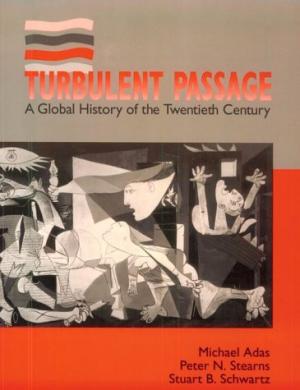 TURBULENT PASSAGE
A Global History of the Twentieth Century
Michael Adas
Peter N. Stearns
Stuart B. Schwartz